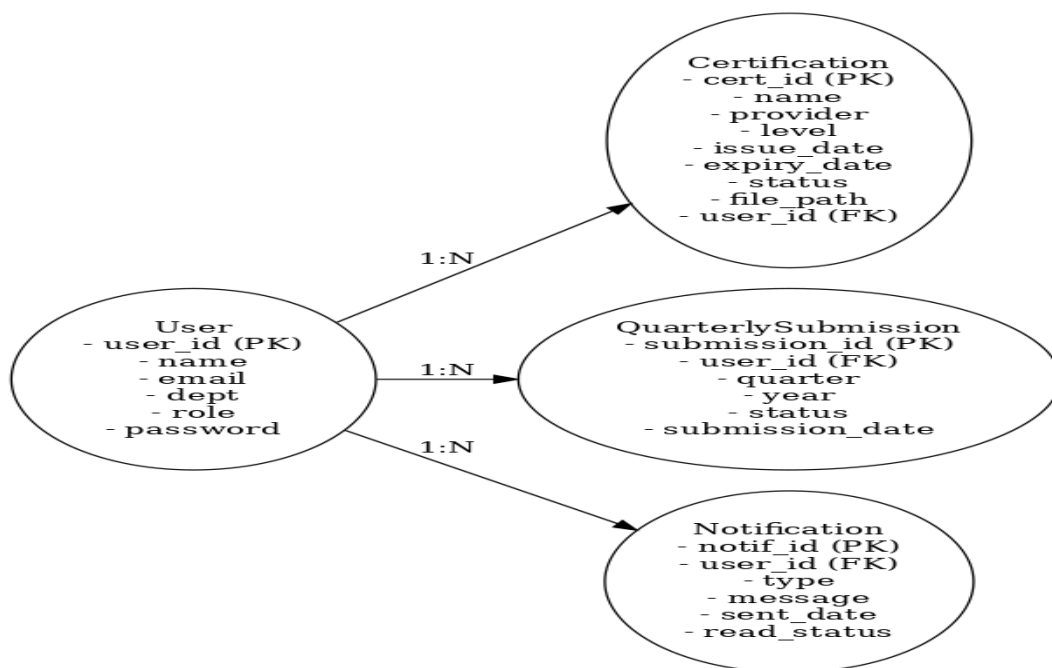 Certification
- cert_id (PK)
- name
- provider
- level
- issue_date
- expiry_date
- status
- file_path
- user_id (FK)
1:N
User
- user_id (PK)
- name
- email
- dept
- role
- password
1:N
QuarterlySubmission
- submission_id (PK)
- user_id (FK)
- quarter
- year
- status
- submission_date
1:N
Notification
- notif_id (PK)
- user_id (FK)
- type
- message
- sent_date
- read_status